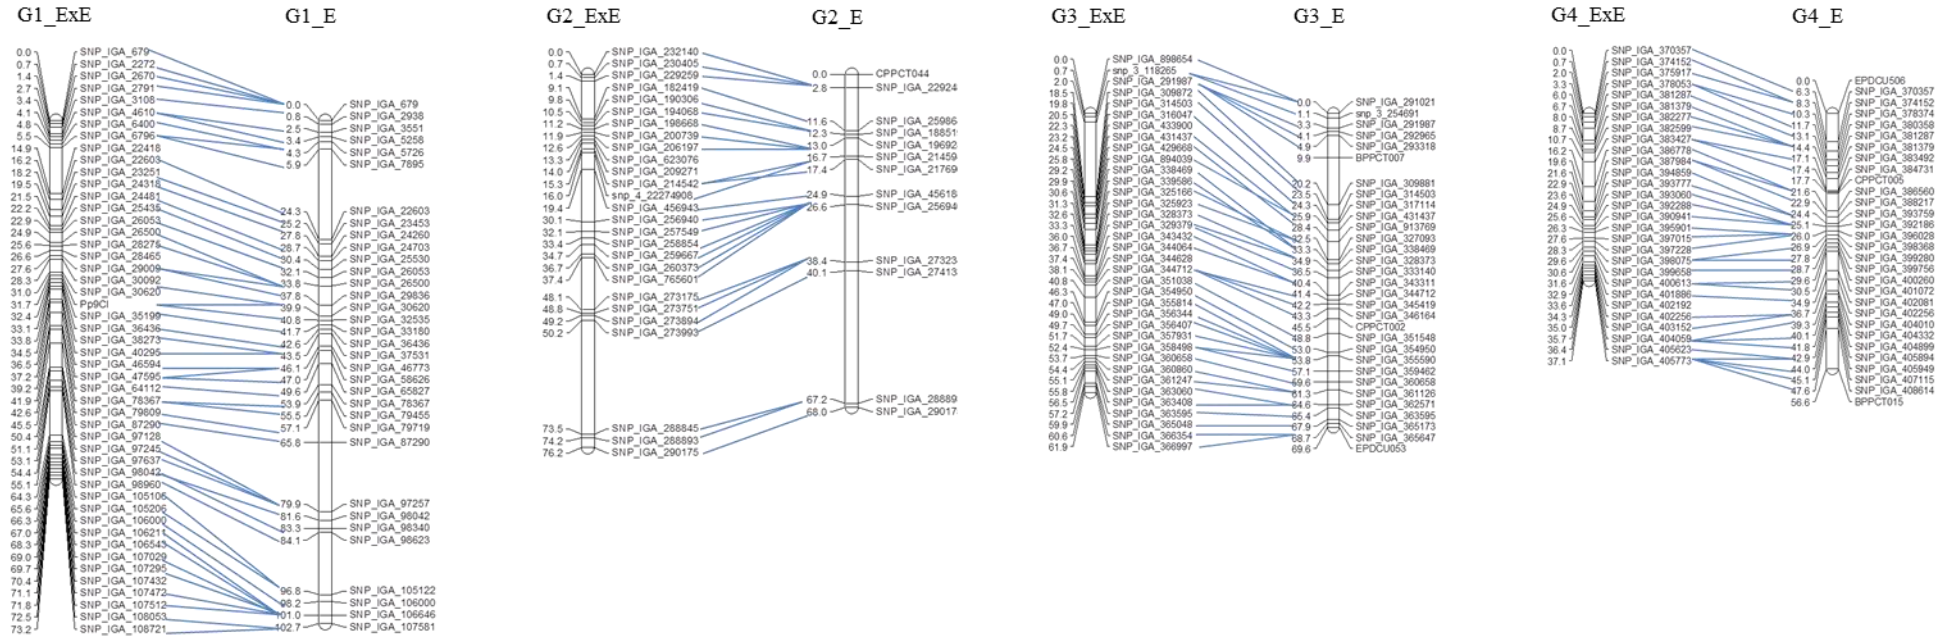 G1_ExE G1_E G2_ExE G2_E G3_ExE G3_E G4_ExE G4_E
0.0 SNP_IGA_679
0.7 SNP_IGA_2272
1.4 SNP_IGA_2670
2.7 SNP_IGA_2791
3.4 SNP_IGA_3108
4.1 SNP_IGA_4610
4.8 SNP_IGA_6400
5.5 SNP_IGA_6796
14.9 SNP_IGA_22418
16.2 SNP_IGA_22603
18.2 SNP_IGA_23251
19.5 SNP_IGA_24318
21.5 SNP_IGA_24481
22.2 SNP_IGA_25435
22.9 SNP_IGA_26053
24.9 SNP_IGA_26500
25.6 SNP_IGA_28275
26.6 SNP_IGA_28465
27.6 SNP_IGA_29009
28.3 SNP_IGA_30092
31.0 SNP_IGA_30620
31.7 Pp9Cl
32.4 SNP_IGA_35199
33.1 SNP_IGA_36436
33.8 SNP_IGA_38273
34.5 SNP_IGA_40295
36.5 SNP_IGA_46594
37.2 SNP_IGA_47595
39.2 SNP_IGA_64112
41.9 SNP_IGA_78367
42.6 SNP_IGA_79809
45.5 SNP_IGA_87290
50.4 SNP_IGA_97128
51.1 SNP_IGA_97245
53.1 SNP_IGA_97637
54.4 SNP_IGA_98042
55.1 SNP_IGA_98960
64.3 SNP_IGA_105106
65.6 SNP_IGA_105206
66.3 SNP_IGA_106000
67.0 SNP_IGA_106211
68.3 SNP_IGA_106543
69.0 SNP_IGA_107029
69.7 SNP_IGA_107295
70.4 SNP_IGA_107432
71.1 SNP_IGA_107472
71.8 SNP_IGA_107512
72.5 SNP_IGA_108053
73.2 SNP_IGA_108721
0.0 SNP_IGA_679
0.8 SNP_IGA_2938
2.5 SNP_IGA_3551
3.4 SNP_IGA_5258
4.3 SNP_IGA_5726
5.9 SNP_IGA_7895
24.3 SNP_IGA_22603
25.2 SNP_IGA_23453
27.8 SNP_IGA_24260
28.7 SNP_IGA_24703
30.4 SNP_IGA_25530
32.1 SNP_IGA_26053
33.8 SNP_IGA_26500
37.8 SNP_IGA_29836
39.9 SNP_IGA_30620
40.8 SNP_IGA_32535
41.7 SNP_IGA_33180
42.6 SNP_IGA_36436
43.5 SNP_IGA_37531
46.1 SNP_IGA_46773
47.0 SNP_IGA_58626
49.6 SNP_IGA_65827
53.9 SNP_IGA_78367
55.5 SNP_IGA_79455
57.1 SNP_IGA_79719
65.8 SNP_IGA_87290
79.9 SNP_IGA_97257
81.6 SNP_IGA_98042
83.3 SNP_IGA_98340
84.1 SNP_IGA_98623
96.8 SNP_IGA_105122
98.2 SNP_IGA_106000
101.0 SNP_IGA_106646
102.7 SNP_IGA_107581
0.0 SNP_IGA_232140
0.7 SNP_IGA_230405
1.4 SNP_IGA_229259
9.1 SNP_IGA_182419
9.8 SNP_IGA_190306
10.5 SNP_IGA_194068
11.2 SNP_IGA_198668
11.9 SNP_IGA_200739
12.6 SNP_IGA_206197
13.3 SNP_IGA_623076
14.0 SNP_IGA_209271
15.3 SNP_IGA_214542
16.0 snp_4_22274908
19.4 SNP_IGA_456943
30.1 SNP_IGA_256940
32.1 SNP_IGA_257549
33.4 SNP_IGA_258854
34.7 SNP_IGA_259667
36.7 SNP_IGA_260373
37.4 SNP_IGA_765601
48.1 SNP_IGA_273175
48.8 SNP_IGA_273751
49.2 SNP_IGA_273894
50.2 SNP_IGA_273993
73.5 SNP_IGA_288845
74.2 SNP_IGA_288893
76.2 SNP_IGA_290175
0.0 CPPCT044
2.8 SNP_IGA_22924
11.6 SNP_IGA_25986
12.3 SNP_IGA_18851
13.0 SNP_IGA_19692
16.7 SNP_IGA_21459
17.4 SNP_IGA_21769
24.9 SNP_IGA_45618
26.6 SNP_IGA_25694
38.4 SNP_IGA_27323
40.1 SNP_IGA_27413
67.2 SNP_IGA_28889
68.0 SNP_IGA_29017
0.0 SNP_IGA_898654
0.7 snp_3_118265
2.0 SNP_IGA_291987
18.5 SNP_IGA_309872
19.8 SNP_IGA_314503
20.5 SNP_IGA_316047
22.3 SNP_IGA_433900
23.2 SNP_IGA_431437
24.5 SNP_IGA_429668
25.8 SNP_IGA_894039
29.2 SNP_IGA_338469
29.9 SNP_IGA_339586
30.6 SNP_IGA_325166
31.3 SNP_IGA_325923
32.6 SNP_IGA_328373
33.3 SNP_IGA_329379
36.0 SNP_IGA_343432
36.7 SNP_IGA_344064
37.4 SNP_IGA_344628
38.1 SNP_IGA_344712
40.8 SNP_IGA_351038
46.3 SNP_IGA_354950
47.0 SNP_IGA_355814
49.0 SNP_IGA_356344
49.7 SNP_IGA_356407
51.7 SNP_IGA_357931
52.4 SNP_IGA_358498
53.7 SNP_IGA_360658
54.4 SNP_IGA_360860
55.1 SNP_IGA_361247
55.8 SNP_IGA_363060
56.5 SNP_IGA_363408
57.2 SNP_IGA_363595
59.9 SNP_IGA_365048
60.6 SNP_IGA_366354
61.9 SNP_IGA_366997
0.0 SNP_IGA_291021
1.1 snp_3_254691
3.3 SNP_IGA_291987
4.1 SNP_IGA_292965
4.9 SNP_IGA_293318
9.9 BPPCT007
20.2 SNP_IGA_309881
23.5 SNP_IGA_314503
24.3 SNP_IGA_317114
25.9 SNP_IGA_431437
28.4 SNP_IGA_913769
32.5 SNP_IGA_327093
33.3 SNP_IGA_338469
34.9 SNP_IGA_328373
36.5 SNP_IGA_333140
40.4 SNP_IGA_343311
41.4 SNP_IGA_344712
42.2 SNP_IGA_345419
43.3 SNP_IGA_346164
45.5 CPPCT002
48.8 SNP_IGA_351548
53.0 SNP_IGA_354950
53.8 SNP_IGA_355590
57.1 SNP_IGA_359462
59.6 SNP_IGA_360658
61.3 SNP_IGA_361126
64.6 SNP_IGA_362571
65.4 SNP_IGA_363595
67.9 SNP_IGA_365173
68.7 SNP_IGA_365647
69.6 EPDCU053
0.0 SNP_IGA_370357
0.7 SNP_IGA_374152
2.0 SNP_IGA_375917
3.3 SNP_IGA_378053
6.0 SNP_IGA_381287
6.7 SNP_IGA_381379
8.0 SNP_IGA_382277
8.7 SNP_IGA_382599
10.7 SNP_IGA_383427
16.2 SNP_IGA_386778
19.6 SNP_IGA_387984
21.6 SNP_IGA_394859
22.9 SNP_IGA_393777
23.6 SNP_IGA_393060
24.9 SNP_IGA_392288
25.6 SNP_IGA_390941
26.3 SNP_IGA_395901
27.6 SNP_IGA_397015
28.3 SNP_IGA_397228
29.6 SNP_IGA_398075
30.6 SNP_IGA_399658
31.6 SNP_IGA_400613
32.9 SNP_IGA_401886
33.6 SNP_IGA_402192
34.3 SNP_IGA_402256
35.0 SNP_IGA_403152
35.7 SNP_IGA_404059
36.4 SNP_IGA_405623
37.1 SNP_IGA_405773
0.0 EPDCU506
6.3 SNP_IGA_370357
8.3 SNP_IGA_374152
10.3 SNP_IGA_378374
11.7 SNP_IGA_380358
13.1 SNP_IGA_381287
14.4 SNP_IGA_381379
17.1 SNP_IGA_383492
17.4 SNP_IGA_384731
17.7 CPPCT005
21.6 SNP_IGA_386560
22.9 SNP_IGA_388217
24.4 SNP_IGA_393759
25.1 SNP_IGA_392186
26.0 SNP_IGA_396028
26.9 SNP_IGA_398368
27.8 SNP_IGA_399280
28.7 SNP_IGA_399756
29.6 SNP_IGA_400260
30.5 SNP_IGA_401072
34.9 SNP_IGA_402081
36.7 SNP_IGA_402256
39.3 SNP_IGA_404010
40.1 SNP_IGA_404332
41.8 SNP_IGA_404899
42.9 SNP_IGA_405894
44.0 SNP_IGA_405949
45.1 SNP_IGA_407115
47.6 SNP_IGA_408614
56.6 BPPCT015